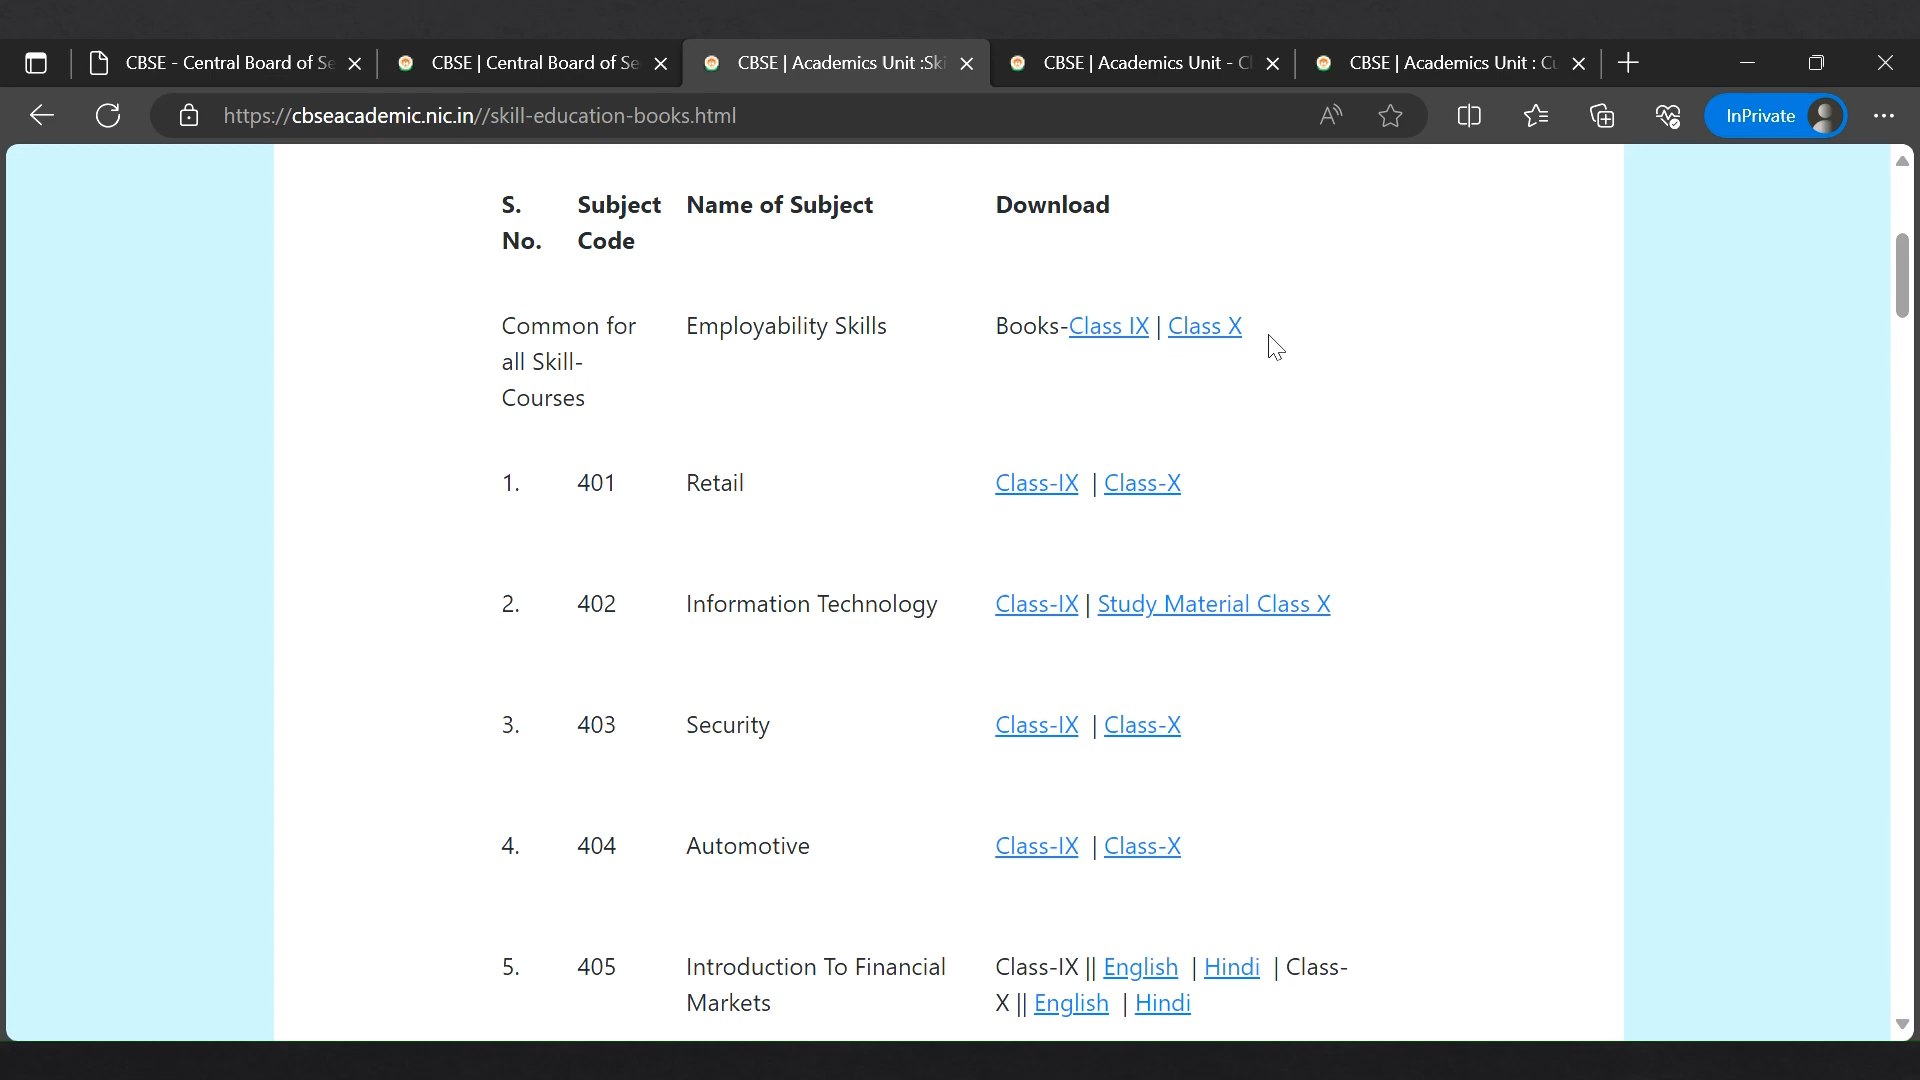 CBSE - Central Board of Se
CBSE | Central Board of Se
CBSE | Academics Unit :Ski
CBSE | Academics Unit - Cl
CBSE | Academics Unit : Cu
https://cbseacademic.nic.in//skill-education-books.html
InPrivate
S. No. Subject Code Name of Subject Download
Common for all Skill-Courses Employability Skills Books-Class IX | Class X
1. 401 Retail Class-IX | Class-X
2. 402 Information Technology Class-IX | Study Material Class X
3. 403 Security Class-IX | Class-X
4. 404 Automotive Class-IX | Class-X
5. 405 Introduction To Financial Class-IX || English | Hindi | Class-
Markets X || English | Hindi